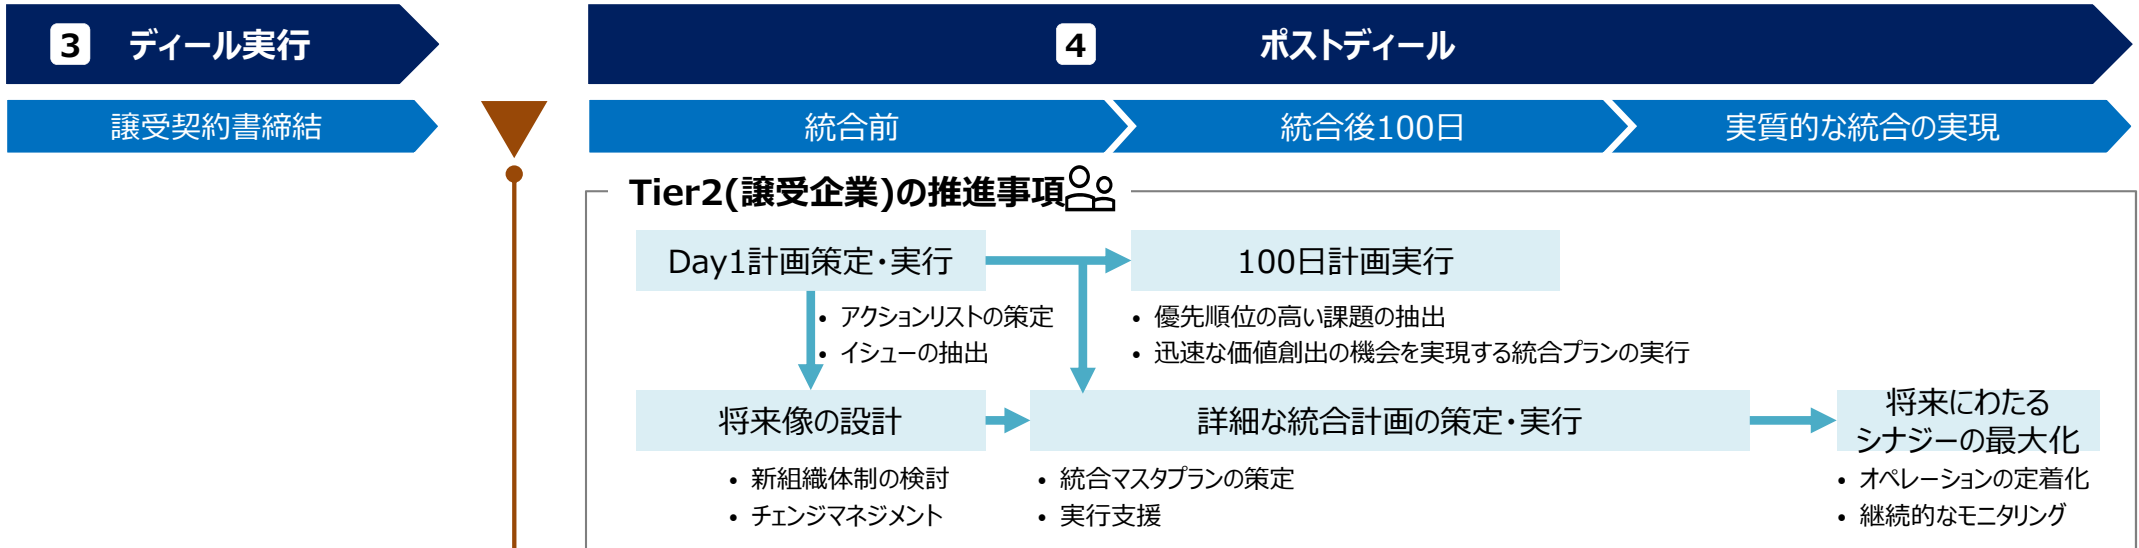 3 ディール実行
4 ポストディール
譲受契約書締結
統合前
統合後100日
実質的な統合の実現
Tier2(譲受企業)の推進事項
Day1計画策定・実行
100日計画実行
• アクションリストの策定
• イシューの抽出
• 優先順位の高い課題の抽出
• 迅速な価値創出の機会を実現する統合プランの実行
将来像の設計
詳細な統合計画の策定・実行
将来にわたる
シナジーの最大化
• 新組織体制の検討
• チェンジマネジメント
• 統合マスタプランの策定
• 実行支援
• オペレーションの定着化
• 継続的なモニタリング